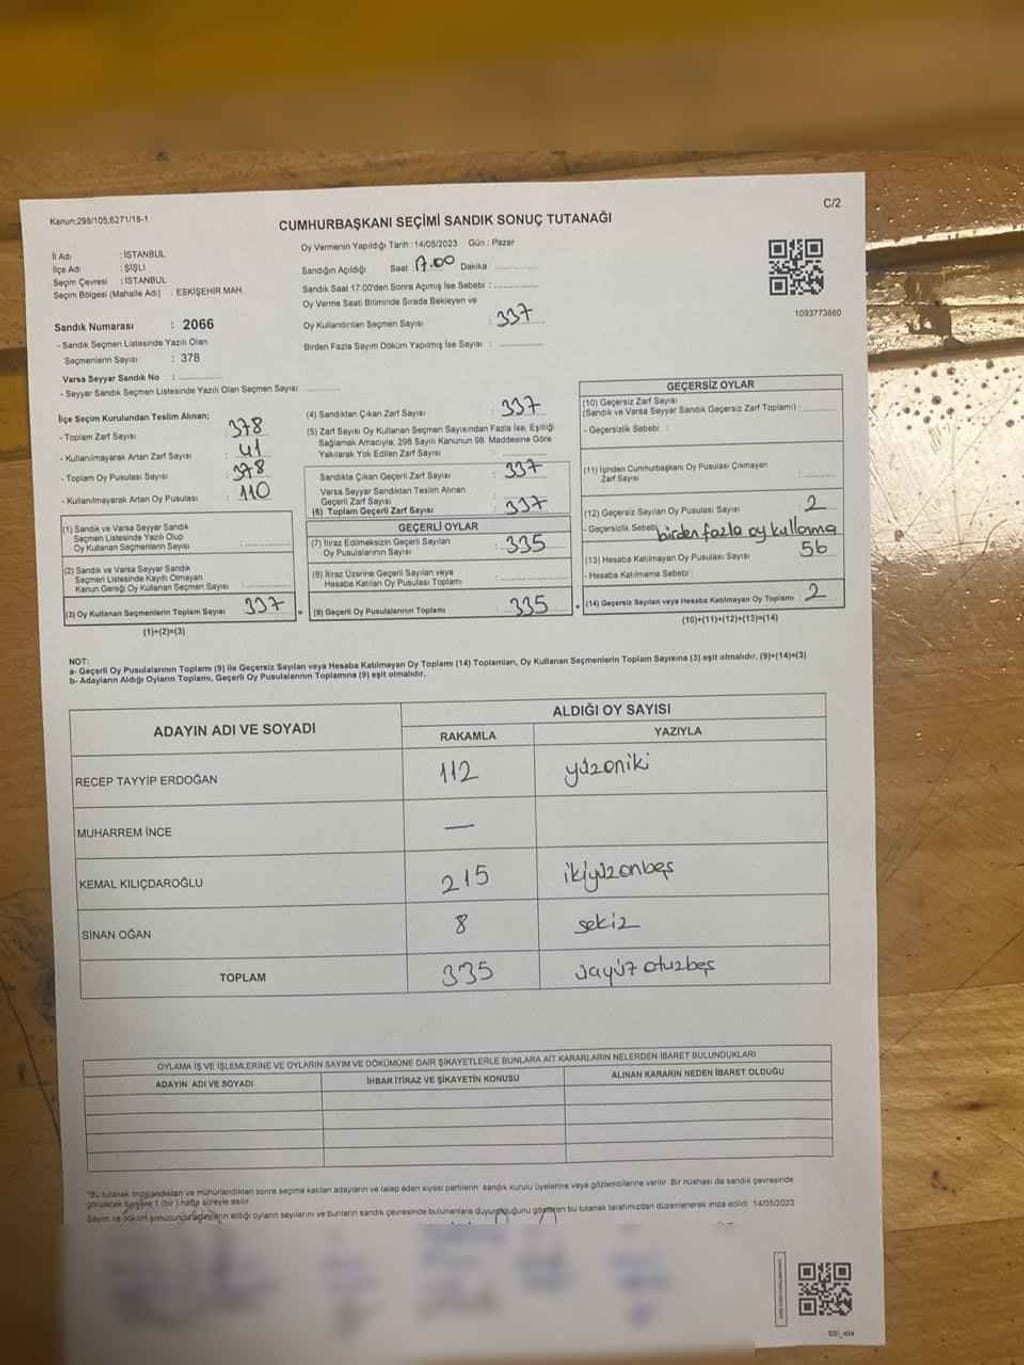 Kanun:298/105,6271/18-1
C/2
CUMHURBAŞKANI SEÇİMİ SANDIK SONUÇ TUTANAĞI
İl Adı : İSTANBUL
İlçe Adı : ŞİŞLİ
Seçim Çevresi : İSTANBUL
Seçim Bölgesi (Mahalle Adı) : ESKİŞEHİR MAH.
Sandık Numarası : 2066
- Sandık Seçmen Listesinde Yazılı Olan
Seçmenlerin Sayısı : 378
Varsa Seyyar Sandık No :
- Seyyar Sandık Seçmen Listesinde Yazılı Olan Seçmen Sayısı
Oy Vermenin Yapıldığı Tarih : 14/05/2023 Gün : Pazar
Sandığın Açıldığı Saat 17.00 Dakika
Sandık Saat 17:00'den Sonra Açmış İse Sebebi :
Oy Verme Saati Bitiminde Sırada Bekleyen ve
Oy Kullandırılan Seçmen Sayısı : 337
Birden Fazla Sayım Döküm Yapılmış İse Sayısı :
1093773860
İlçe Seçim Kurulundan Teslim Alınan;
- Toplam Zarf Sayısı 378
- Kullanılmayarak Artan Zarf Sayısı 41
- Toplam Oy Pusulası Sayısı 378
- Kullanılmayarak Artan Oy Pusulası 110
(1) Sandık ve Varsa Seyyar Sandık
Seçmen Listesinde Yazılı Olup
Oy Kullanan Seçmenlerin Sayısı :
(2) Sandık ve Varsa Seyyar Sandık
Seçmen Listesinde Kayıtlı Olmayan
Kanun Gereği Oy Kullanan Seçmen Sayısı
(3) Oy Kullanan Seçmenlerin Toplam Sayısı 337
(1)+(2)=(3)
(4) Sandıktan Çıkan Zarf Sayısı : 337
(5) Zarf Sayısı Oy Kullanan Seçmen Sayısından Fazla İse, Eşitliği
Sağlamak Amacıyla, 298 Sayılı Kanunun 98. Maddesine Göre
Yakılarak Yok Edilen Zarf Sayısı
Sandıkta Çıkan Geçerli Zarf Sayısı : 337
Varsa Seyyar Sandıktan Teslim Alınan
Geçerli Zarf Sayısı
(6) Toplam Geçerli Zarf Sayısı : 337
GEÇERLİ OYLAR
(7) İtiraz Edilmeksizin Geçerli Sayılan
Oy Pusulalarının Sayısı : 335
(8) İtiraz Üzerine Geçerli Sayılan veya
Hesaba Katılan Oy Pusulası Toplamı :
(9) Geçerli Oy Pusulalarının Toplamı : 335
GEÇERSİZ OYLAR
(10) Geçersiz Zarf Sayısı
(Sandık ve Varsa Seyyar Sandık Geçersiz Zarf Toplamı) :
- Geçersizlik Sebebi :
(11) İçinden Cumhurbaşkanı Oy Pusulası Çıkmayan
Zarf Sayısı
(12) Geçersiz Sayılan Oy Pusulası Sayısı : 2
- Geçersizlik Sebebi birden fazla oy kullanma
(13) Hesaba Katılmayan Oy Pusulası Sayısı : 56
- Hesaba Katılmama Sebebi :
(14) Geçersiz Sayılan veya Hesaba Katılmayan Oy Toplamı : 2
(10)+(11)+(12)+(13)=(14)
NOT:
a- Geçerli Oy Pusulalarının Toplamı (9) ile Geçersiz Sayılan veya Hesaba Katılmayan Oy Toplamı (14) Toplamları, Oy Kullanan Seçmenlerin Toplam Sayısına (3) eşit olmalıdır, (9)+(14)=(3)
b- Adayların Aldığı Oyların Toplamı, Geçerli Oy Pusulalarının Toplamına (9) eşit olmalıdır.
ADAYIN ADI VE SOYADI
ALDIĞI OY SAYISI
RAKAMLA YAZIYLA
RECEP TAYYİP ERDOĞAN 112 yüzoniki
MUHARREM İNCE —
KEMAL KILIÇDAROĞLU 215 ikiyüzonbeş
SİNAN OĞAN 8 sekiz
TOPLAM 335 üçyüz otuzbeş
OYLAMA İŞ VE İŞLEMLERİNE VE OYLARIN SAYIM VE DÖKÜMÜNE DAİR ŞİKAYETLERLE BUNLARA AİT KARARLARIN NELERDEN İBARET BULUNDUKLARI
ADAYIN ADI VE SOYADI İHBAR İTİRAZ VE ŞİKAYETİN KONUSU ALINAN KARARIN NEDEN İBARET OLDUĞU
"Bu tutanak imzalandıktan ve mühürlendikten sonra seçime katılan adayların ve talep eden siyasi partilerin sandık kurulu üyelerine veya gözlemcilerine verilir. Bir nüshası da sandık çevresinde
görülecek bir yere 1 (bir) hafta süreyle asılır.
Sayım ve döküm sonucunda adayların aldığı oyların sayılarını ve bunların sandık çevresinde bulunanlara duyurulduğunu gösteren bu tutanak tarafımızdan düzenlenerek imza edildi. 14/05/2023